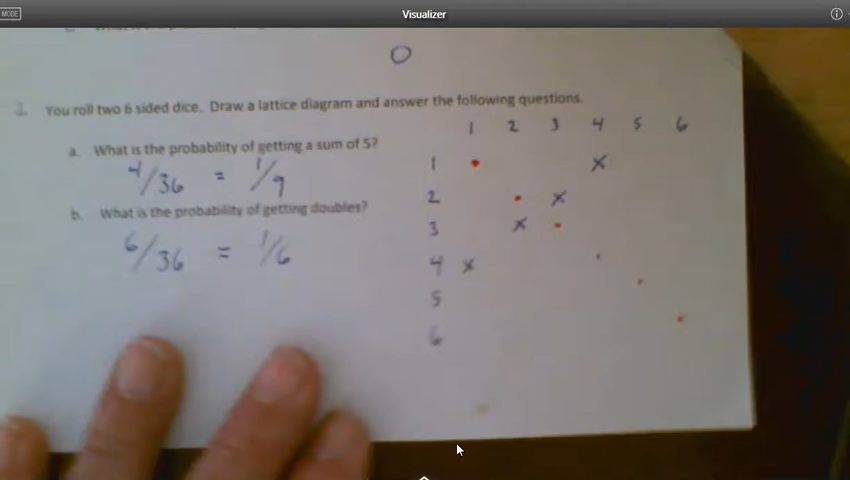 MODE
Visualizer
0
2. You roll two 6 sided dice. Draw a lattice diagram and answer the following questions.
1 2 3 4 5 6
a. What is the probability of getting a sum of 5?
1 x
4/36 = 1/9
2 x
b. What is the probability of getting doubles?
3 x
6/36 = 1/6
4 x
5
6